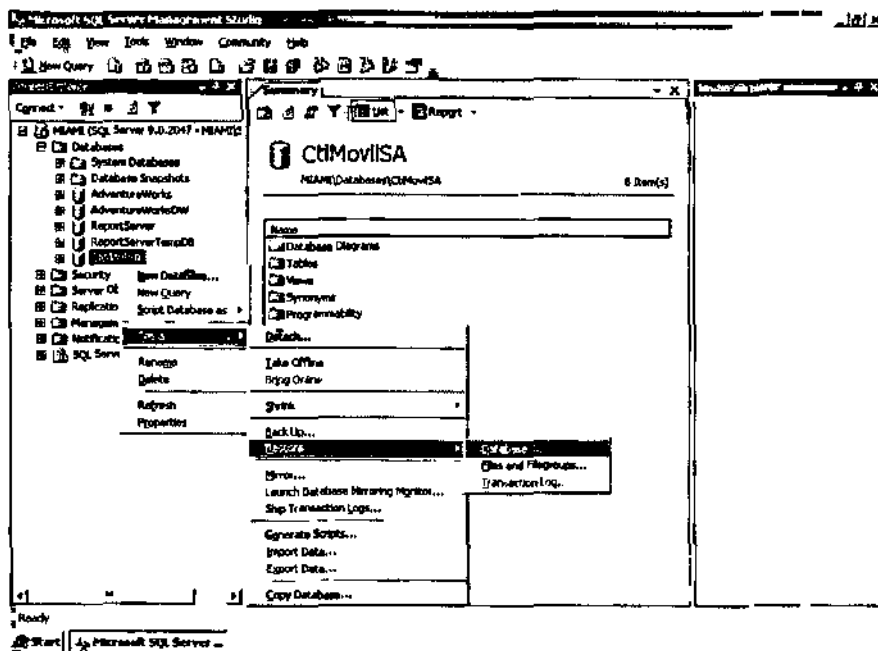 Microsoft SQL Server Management Studio
File Edit View Tools Window Community Help
New Query
Connect
Summary
List Report
MIAMI (SQL Server 9.0.2047 - MIAMI\
Databases
System Databases
Database Snapshots
AdventureWorks
AdventureWorksDW
ReportServer
ReportServerTempDB
Security
Server Ob
Replicatio
Managem
Notificatio
SQL Serve
CtiMovilSA
MIAMI\Databases\CtiMovilSA
6 Item(s)
Name
Database Diagrams
Tables
Views
Synonyms
Programmability
New Database...
New Query
Script Database as
Tasks
Rename
Delete
Refresh
Properties
Detach...
Take Offline
Bring Online
Shrink
Back Up...
Restore
Mirror...
Launch Database Mirroring Monitor...
Ship Transaction Logs...
Generate Scripts...
Import Data...
Export Data...
Copy Database...
Database...
Files and Filegroups...
Transaction Log...
Ready
Start Microsoft SQL Server ...